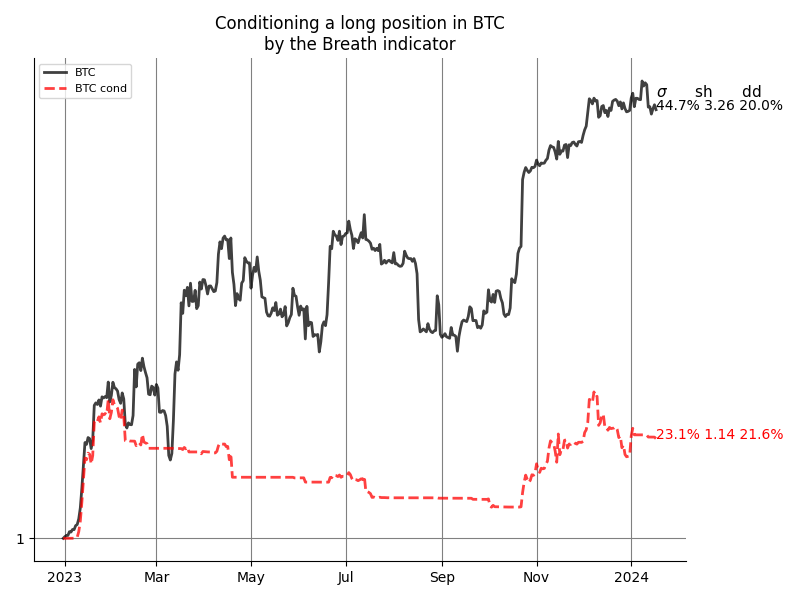 Conditioning a long position in BTC
by the Breath indicator
BTC
BTC cond
σ sh dd
44.7% 3.26 20.0%
23.1% 1.14 21.6%
1
2023 Mar May Jul Sep Nov 2024